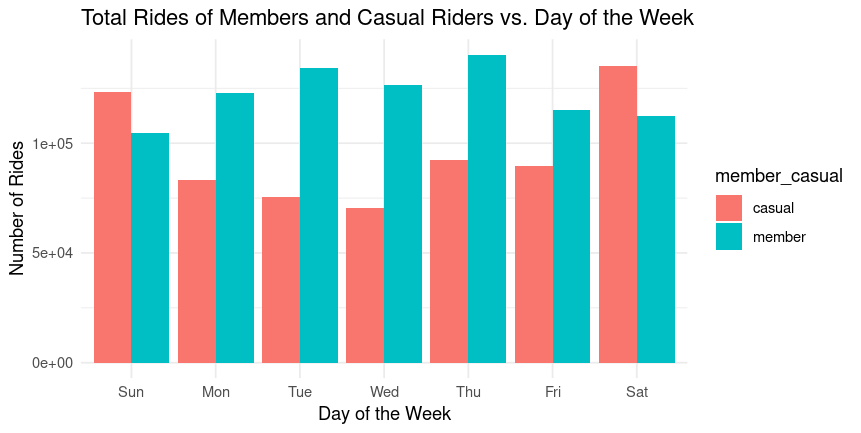 Total Rides of Members and Casual Riders vs. Day of the Week
Number of Rides
1e+05
5e+04
0e+00
Sun Mon Tue Wed Thu Fri Sat
Day of the Week
member_casual
casual
member